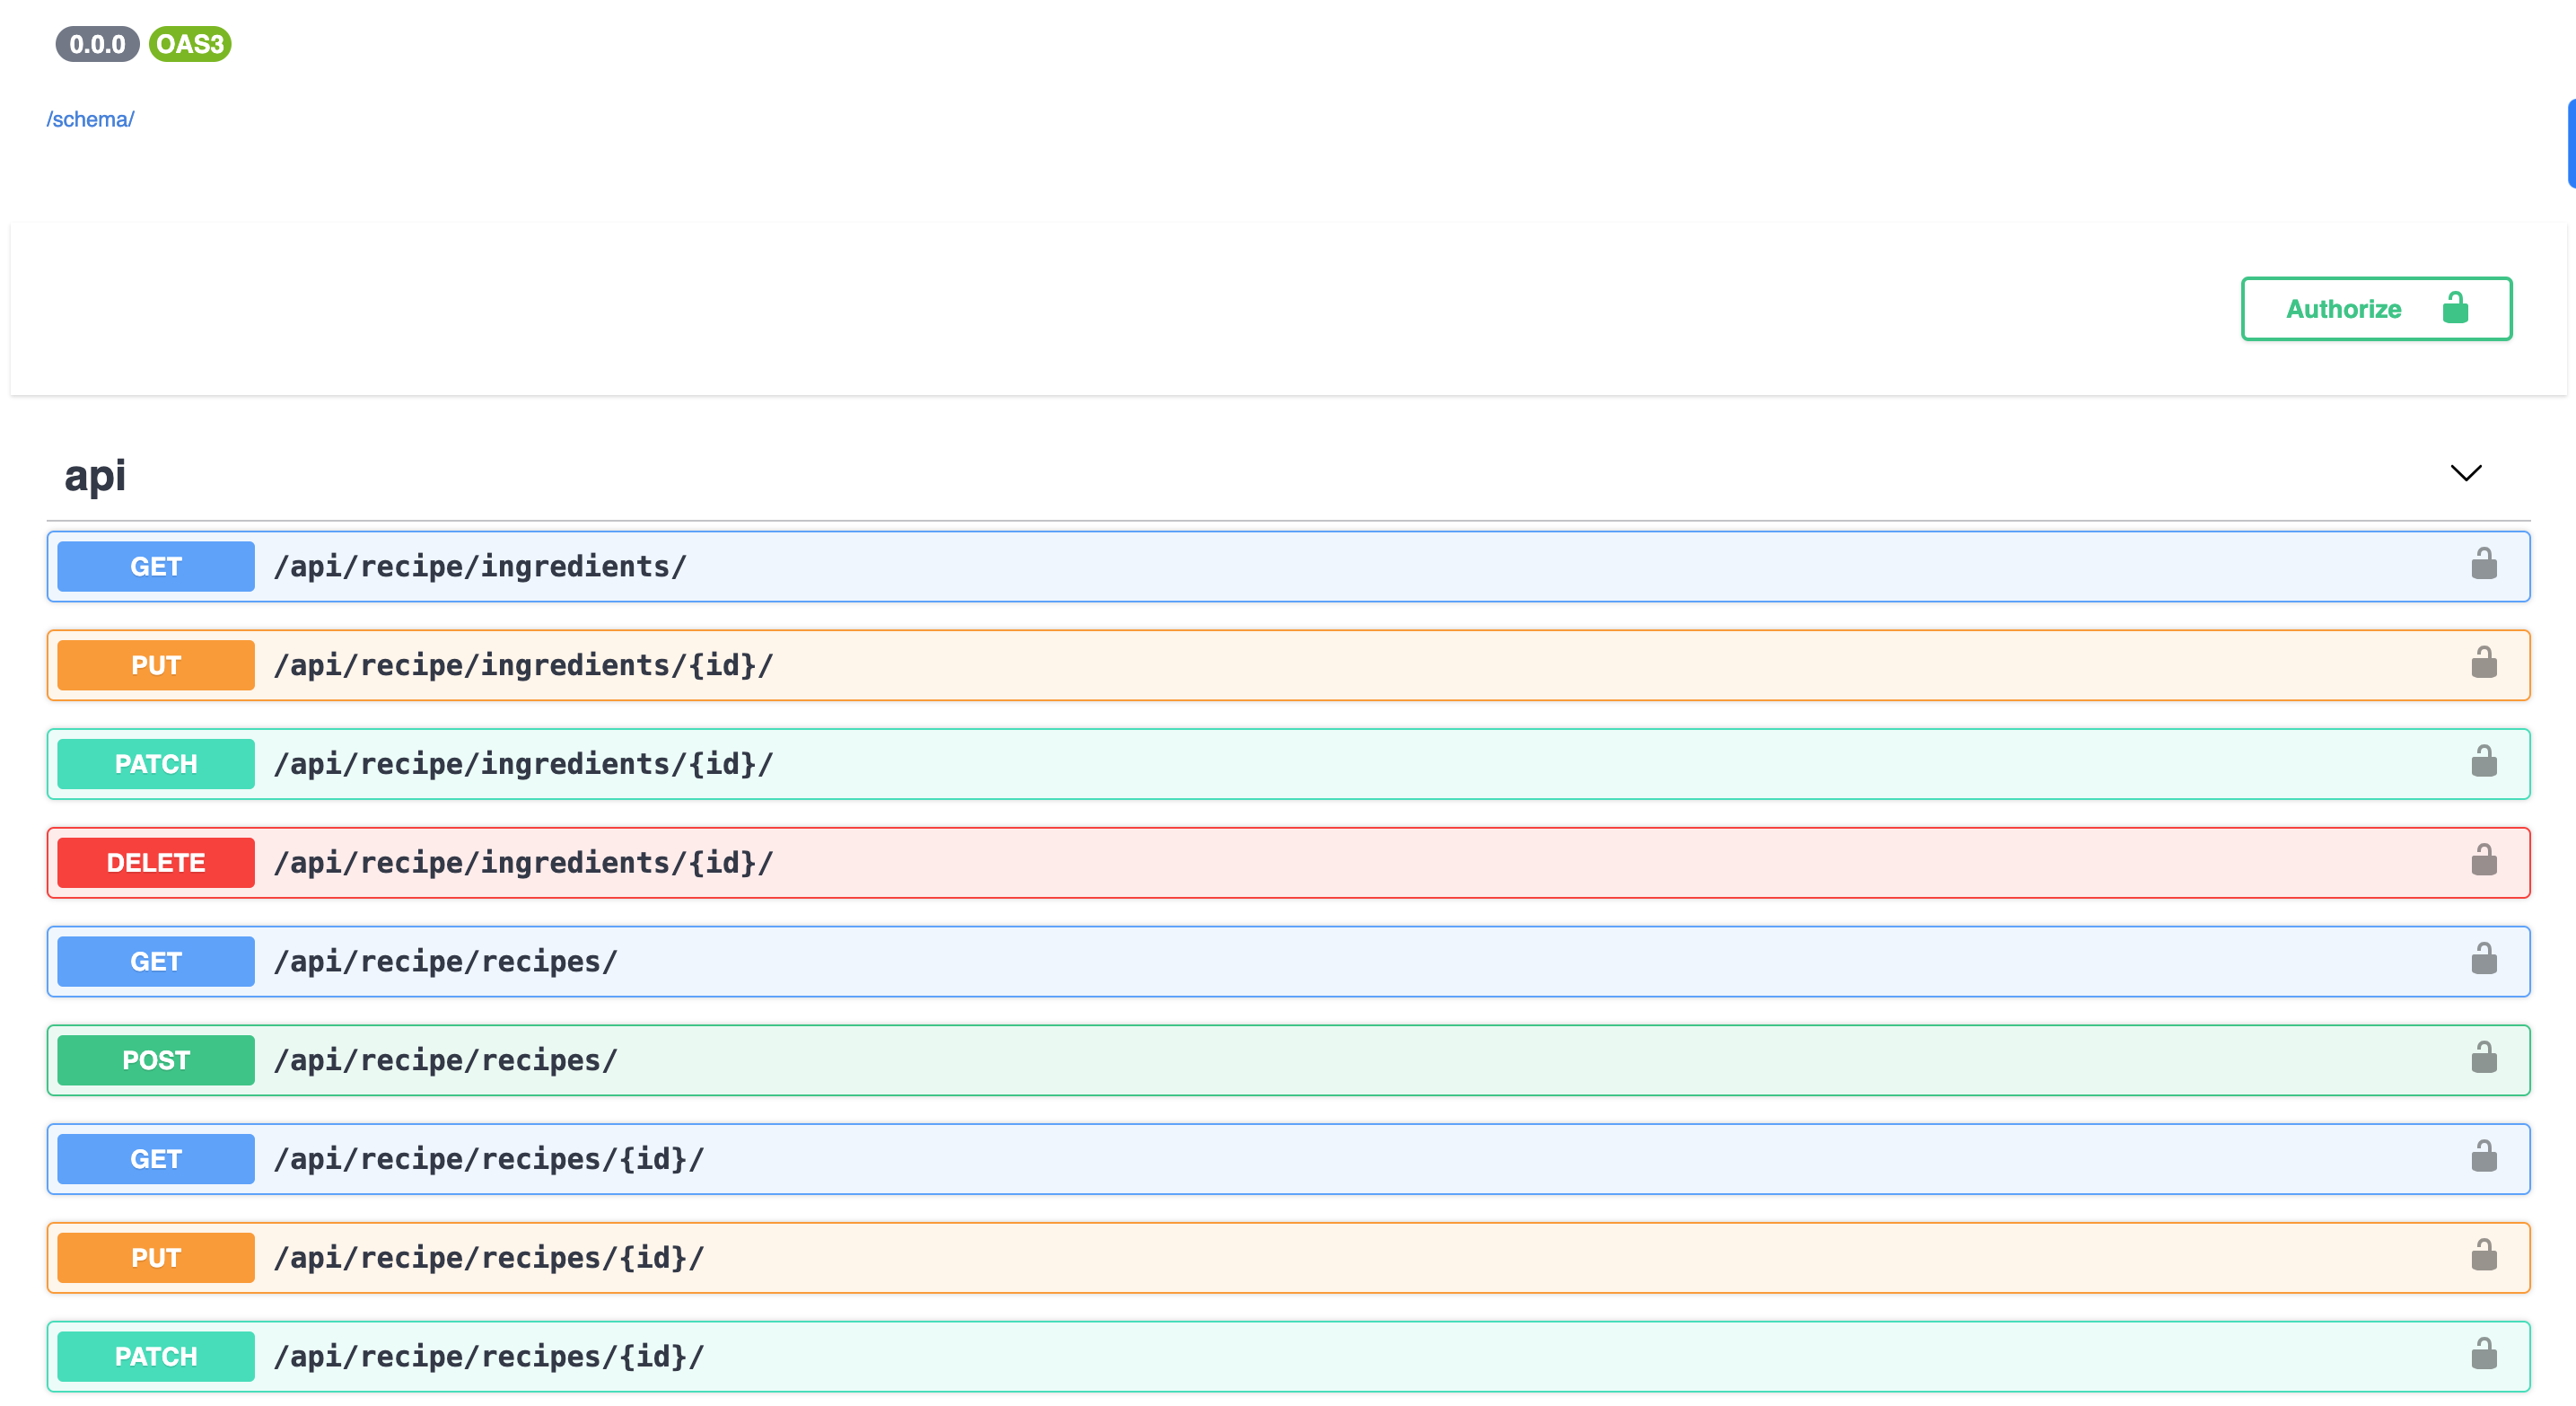 0.0.0 OAS3
/schema/
Authorize
api
GET /api/recipe/ingredients/
PUT /api/recipe/ingredients/{id}/
PATCH /api/recipe/ingredients/{id}/
DELETE /api/recipe/ingredients/{id}/
GET /api/recipe/recipes/
POST /api/recipe/recipes/
GET /api/recipe/recipes/{id}/
PUT /api/recipe/recipes/{id}/
PATCH /api/recipe/recipes/{id}/